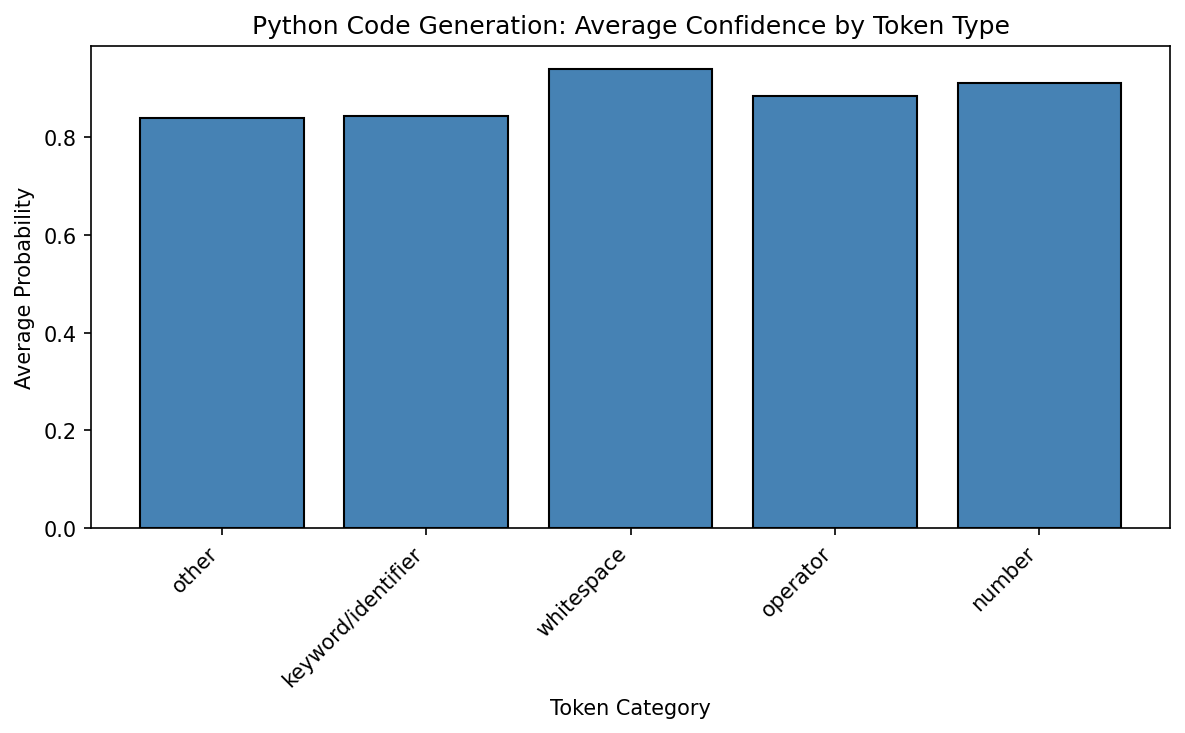 Python Code Generation: Average Confidence by Token Type
Average Probability
0.8
0.6
0.4
0.2
0.0
other
keyword/identifier
whitespace
operator
number
Token Category